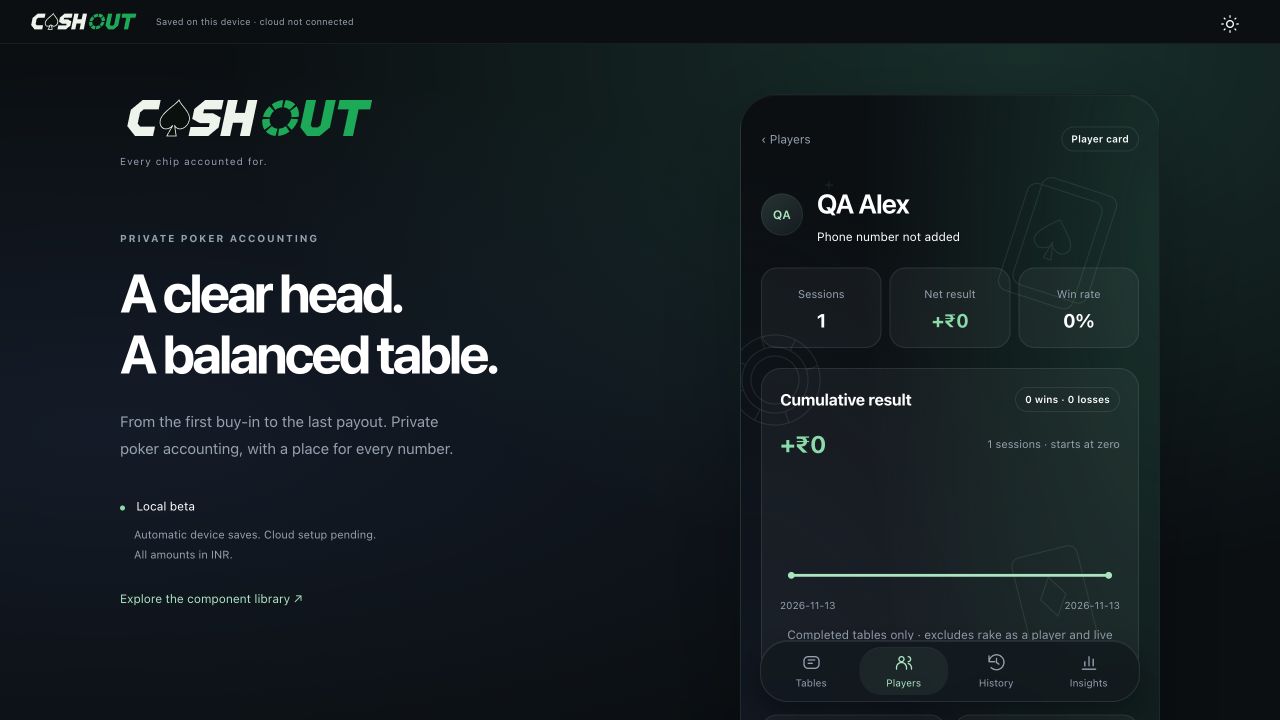 CASH OUT
Saved on this device · cloud not connected
CASH OUT
Every chip accounted for.
PRIVATE POKER ACCOUNTING
A clear head.
A balanced table.
From the first buy-in to the last payout. Private
poker accounting, with a place for every number.
Local beta
Automatic device saves. Cloud setup pending.
All amounts in INR.
Explore the component library ↗
‹ Players
Player card
QA
QA Alex
Phone number not added
Sessions
1
Net result
+₹0
Win rate
0%
Cumulative result
0 wins · 0 losses
+₹0
1 sessions · starts at zero
2026-11-13
2026-11-13
Completed tables only · excludes rake as a player and live
Tables
Players
History
Insights